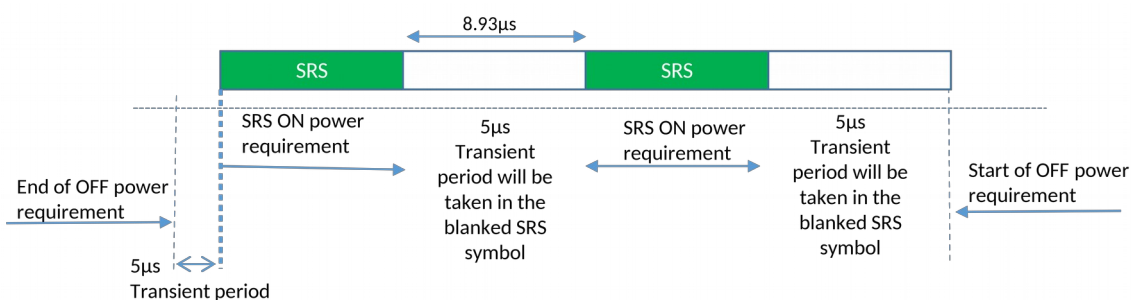 8.93µs
SRS
SRS
SRS ON power
requirement
5µs
Transient
period will be
taken in the
blanked SRS
symbol
SRS ON power
requirement
5µs
Transient
period will be
taken in the
blanked SRS
symbol
End of OFF power
requirement
Start of OFF power
requirement
5µs
Transient period